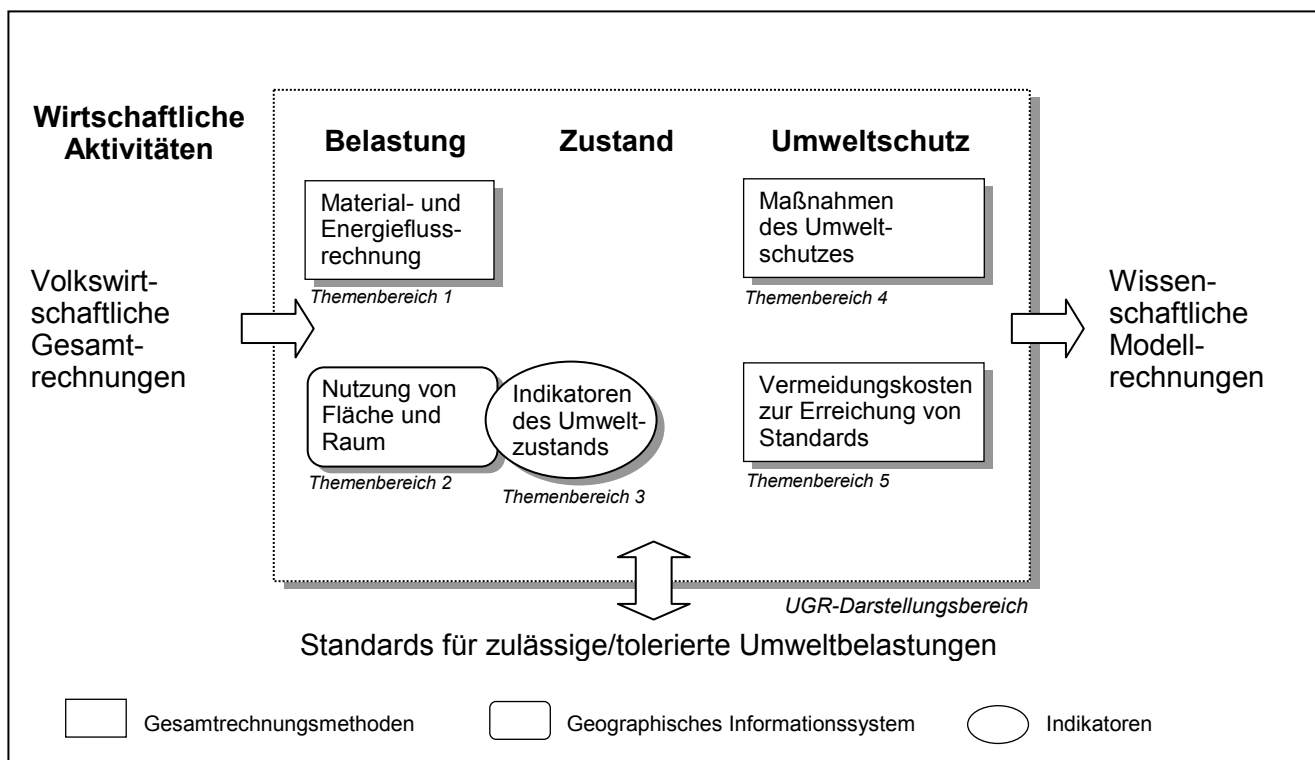 Wirtschaftliche
Aktivitäten
Belastung
Zustand
Umweltschutz
Material- und
Energiefluss-
rechnung
Themenbereich 1
Maßnahmen
des Umwelt-
schutzes
Themenbereich 4
Volkswirt-
schaftliche
Gesamt-
rechnungen
Wissen-
schaftliche
Modell-
rechnungen
Nutzung von
Fläche und
Raum
Themenbereich 2
Indikatoren
des Umwelt-
zustands
Themenbereich 3
Vermeidungskosten
zur Erreichung von
Standards
Themenbereich 5
UGR-Darstellungsbereich
Standards für zulässige/tolerierte Umweltbelastungen
Gesamtrechnungsmethoden
Geographisches Informationssystem
Indikatoren